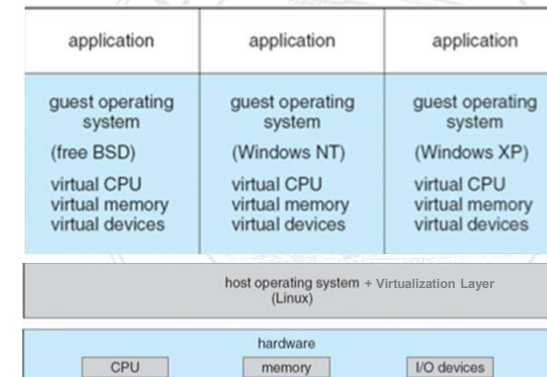 application
application
application
guest operating
system
(free BSD)
virtual CPU
virtual memory
virtual devices
guest operating
system
(Windows NT)
virtual CPU
virtual memory
virtual devices
guest operating
system
(Windows XP)
virtual CPU
virtual memory
virtual devices
host operating system + Virtualization Layer
(Linux)
hardware
CPU
memory
I/O devices